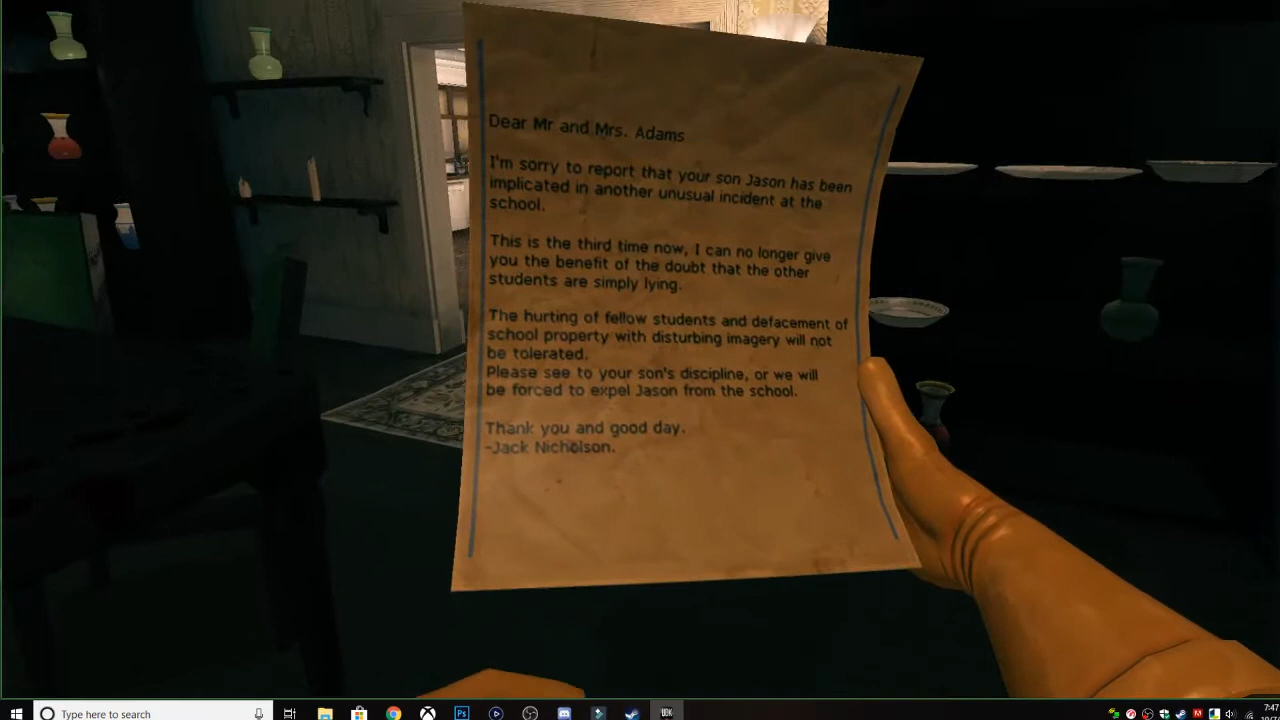 Dear Mr and Mrs. Adams
I'm sorry to report that your son Jason has been
implicated in another unusual incident at the
school.
This is the third time now, I can no longer give
you the benefit of the doubt that the other
students are simply lying.
The hurting of fellow students and defacement of
school property with disturbing imagery will not
be tolerated.
Please see to your son's discipline, or we will
be forced to expel Jason from the school.
Thank you and good day.
-Jack Nicholson.
Type here to search
Ps
UDK
7:47